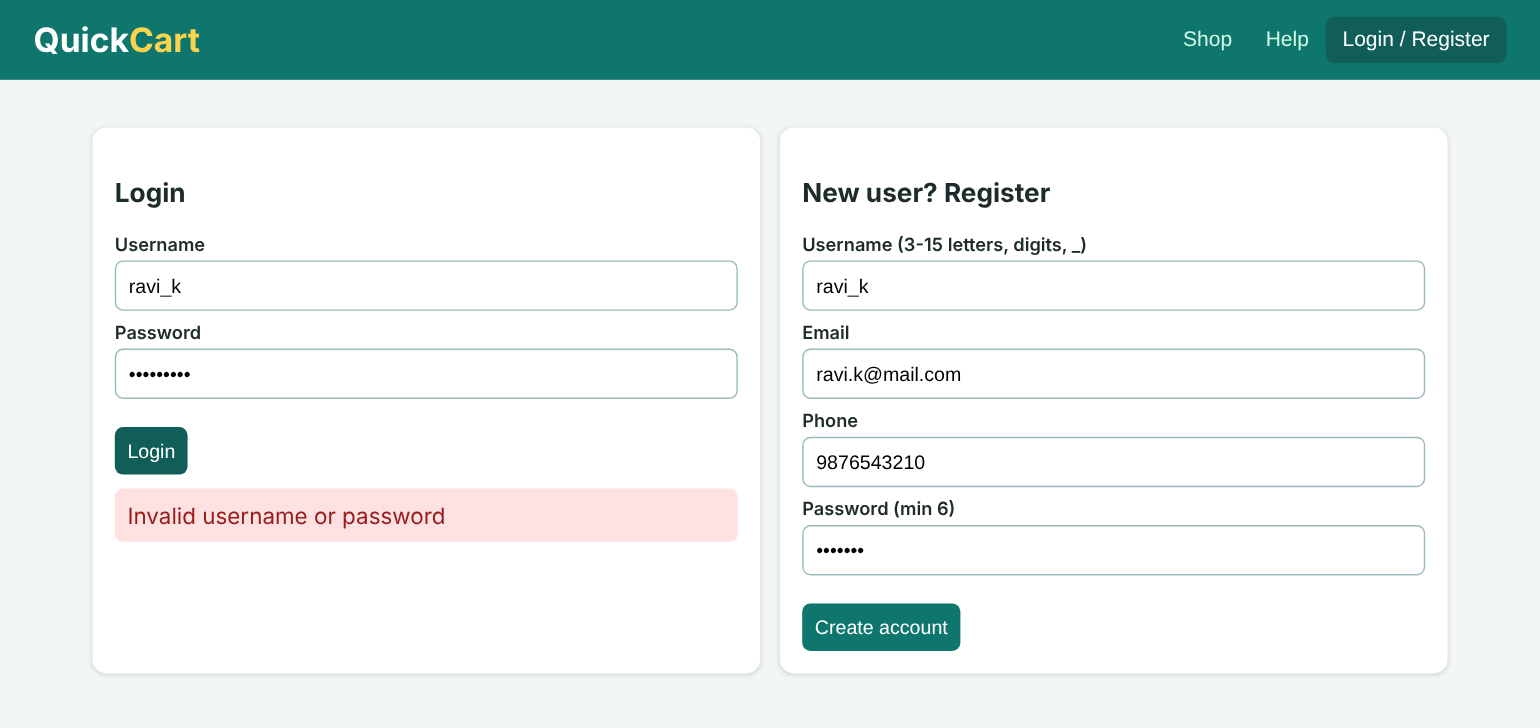 QuickCart
Shop Help Login / Register
Login
Username
ravi_k
Password
•••••••••
Login
Invalid username or password
New user? Register
Username (3-15 letters, digits, _)
ravi_k
Email
ravi.k@mail.com
Phone
9876543210
Password (min 6)
•••••••
Create account